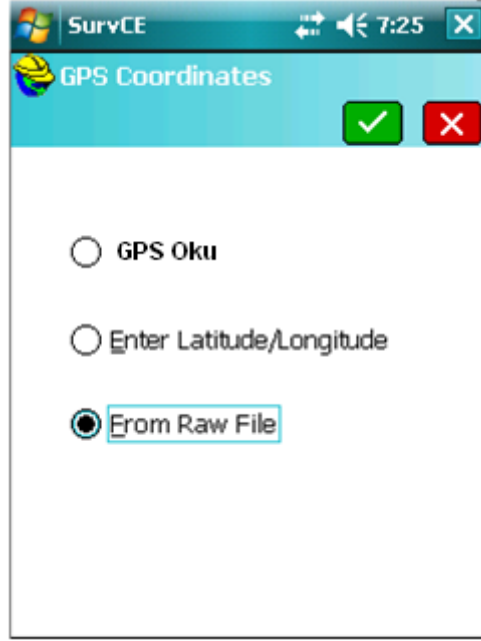 SurvCE 7:25
GPS Coordinates
GPS Oku
Enter Latitude/Longitude
From Raw File